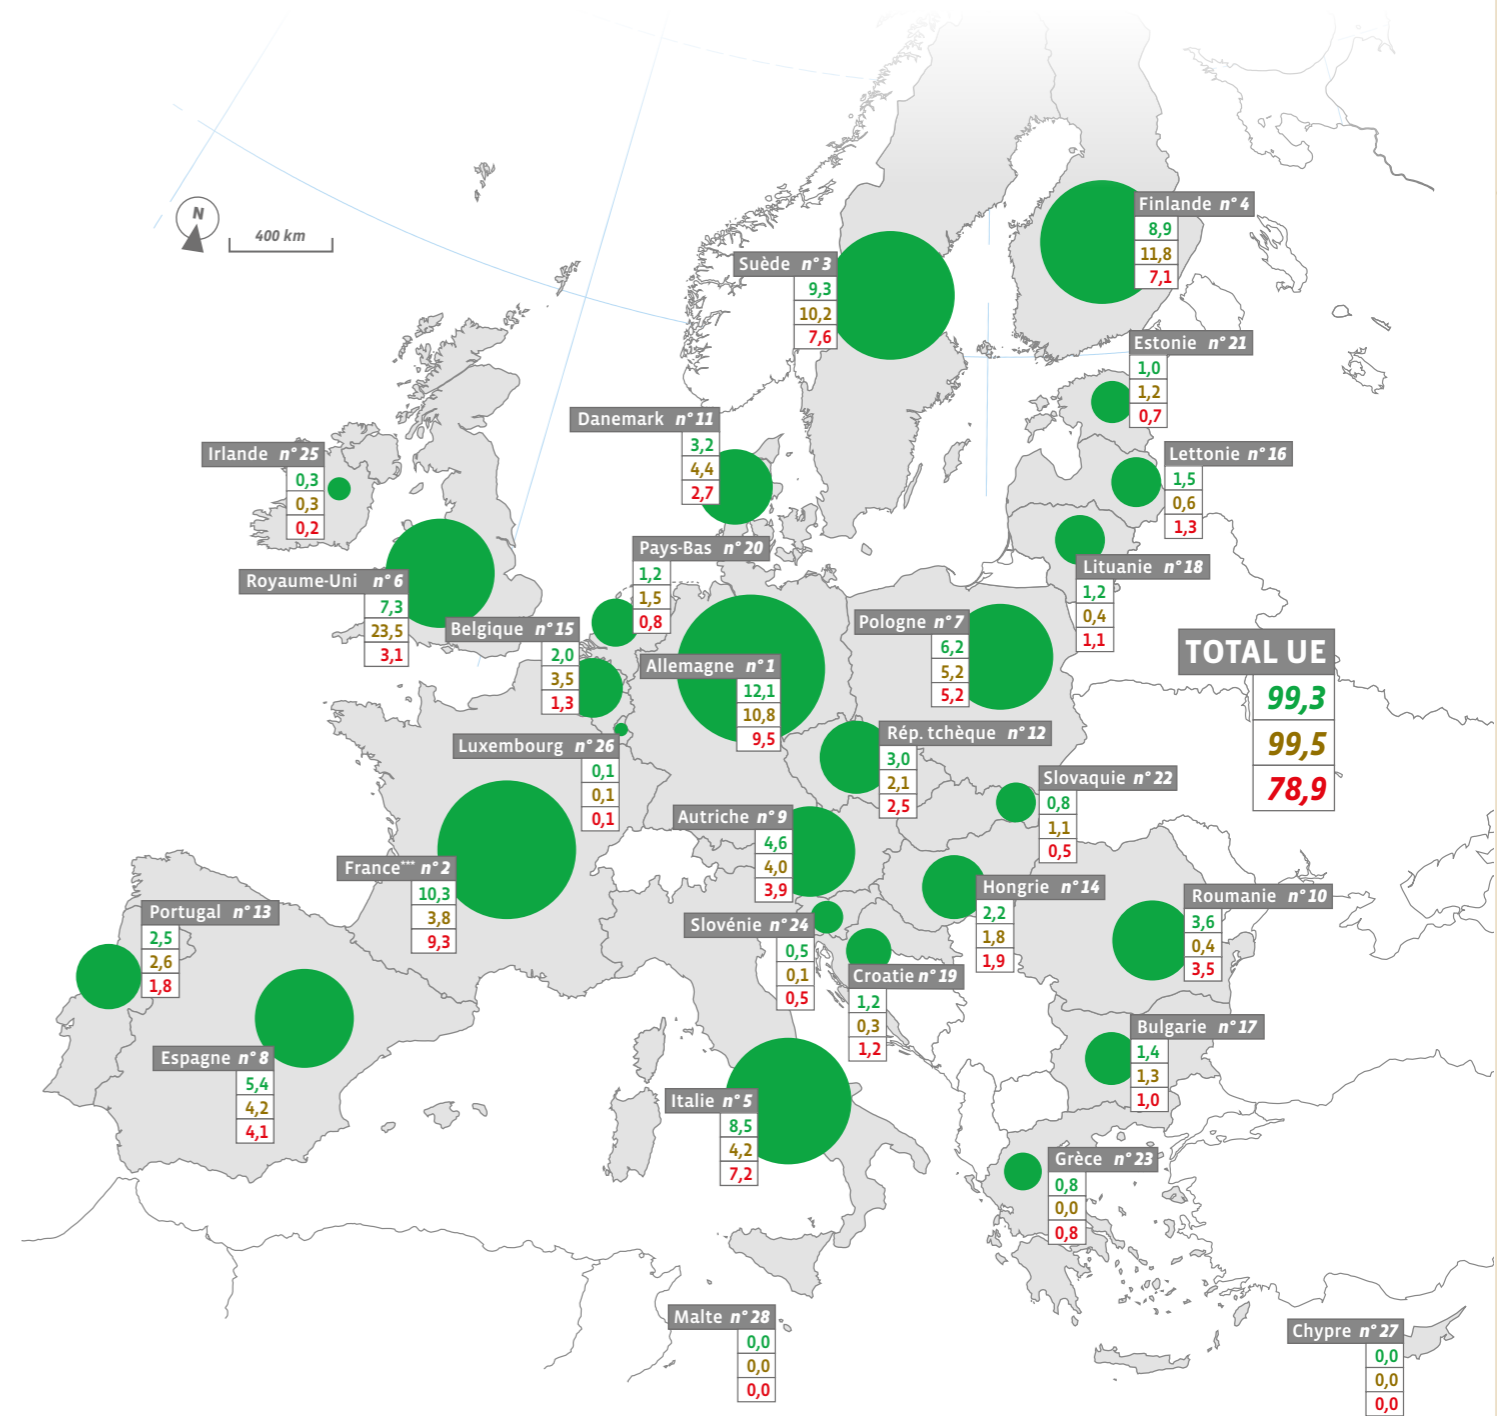 N
400 km
Finlande n° 4
8,9
11,8
7,1
Suède n° 3
9,3
10,2
7,6
Estonie n° 21
1,0
1,2
0,7
Danemark n° 11
3,2
4,4
2,7
Irlande n° 25
0,3
0,3
0,2
Lettonie n° 16
1,5
0,6
1,3
Pays-Bas n° 20
1,2
1,5
0,8
Lituanie n° 18
1,2
0,4
1,1
Royaume-Uni n° 6
7,3
23,5
3,1
Belgique n° 15
2,0
3,5
1,3
Pologne n° 7
6,2
5,2
5,2
TOTAL UE
99,3
99,5
78,9
Allemagne n° 1
12,1
10,8
9,5
Luxembourg n° 26
0,1
0,1
0,1
Rép. tchèque n° 12
3,0
2,1
2,5
Slovaquie n° 22
0,8
1,1
0,5
Autriche n° 9
4,6
4,0
3,9
France*** n° 2
10,3
3,8
9,3
Hongrie n° 14
2,2
1,8
1,9
Roumanie n° 10
3,6
0,4
3,5
Portugal n° 13
2,5
2,6
1,8
Slovénie n° 24
0,5
0,1
0,5
Croatie n° 19
1,2
0,3
1,2
Bulgarie n° 17
1,4
1,3
1,0
Espagne n° 8
5,4
4,2
4,1
Italie n° 5
8,5
4,2
7,2
Grèce n° 23
0,8
0,0
0,8
Malte n° 28
0,0
0,0
0,0
Chypre n° 27
0,0
0,0
0,0